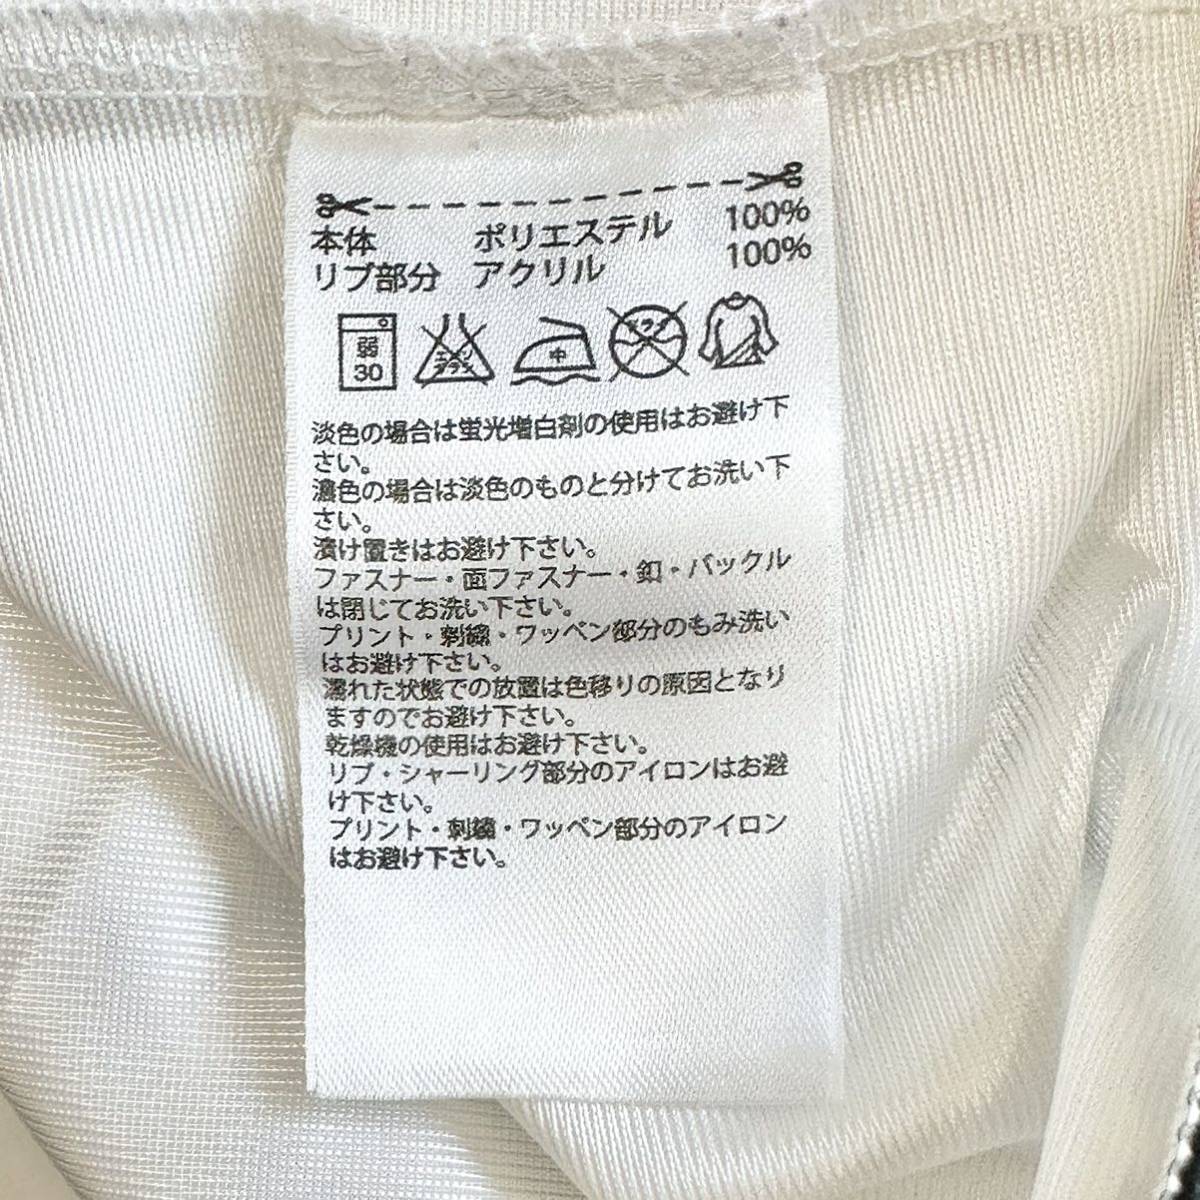 本体 ポリエステル 100%
リブ部分 アクリル 100%
弱 30 エンソサラシ 中 ドライ
淡色の場合は蛍光増白剤の使用はお避け下
さい。
濃色の場合は淡色のものと分けてお洗い下
さい。
漬け置きはお避け下さい。
ファスナー・面ファスナー・釦・バックル
は閉じてお洗い下さい。
プリント・刺繍・ワッペン部分のもみ洗い
はお避け下さい。
濡れた状態での放置は色移りの原因となり
ますのでお避け下さい。
乾燥機の使用はお避け下さい。
リブ・シャーリング部分のアイロンはお避
け下さい。
プリント・刺繍・ワッペン部分のアイロン
はお避け下さい。